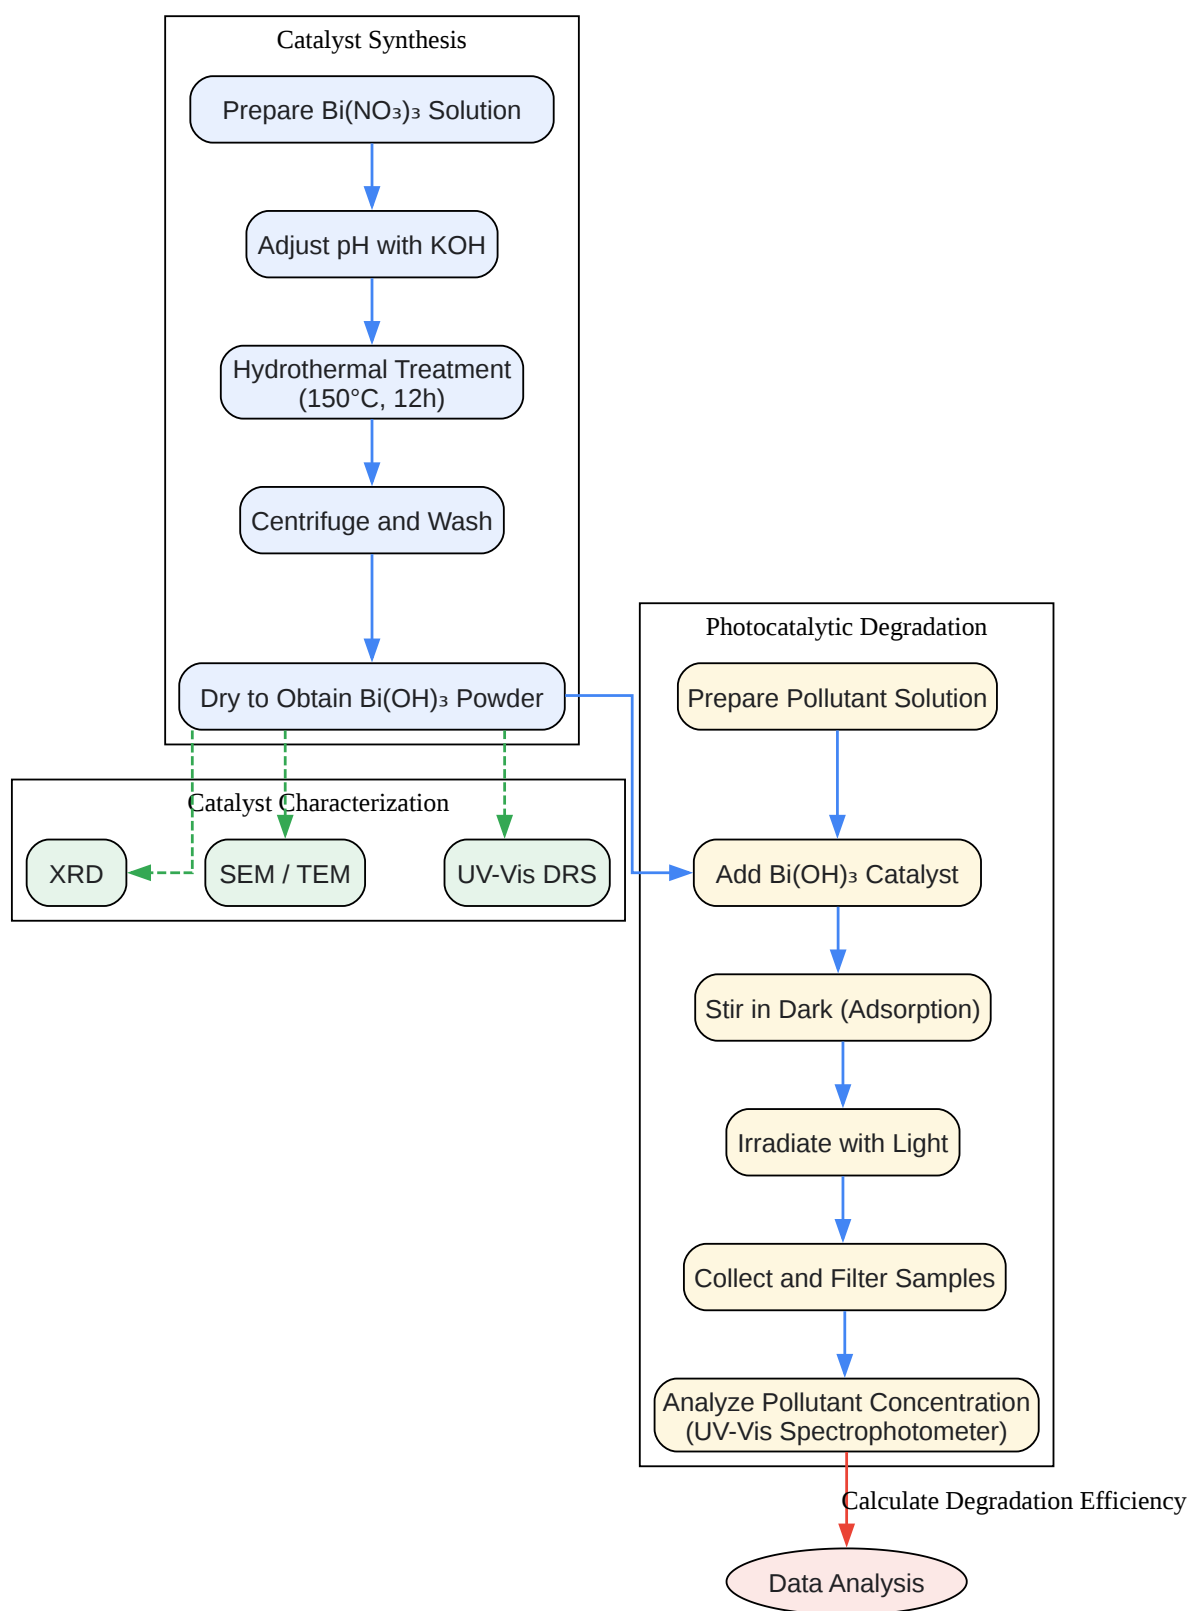 Catalyst Synthesis
Prepare Bi(NO₃)₃ Solution
Adjust pH with KOH
Hydrothermal Treatment
(150°C, 12h)
Centrifuge and Wash
Dry to Obtain Bi(OH)₃ Powder
Catalyst Characterization
XRD
SEM / TEM
UV-Vis DRS
Photocatalytic Degradation
Prepare Pollutant Solution
Add Bi(OH)₃ Catalyst
Stir in Dark (Adsorption)
Irradiate with Light
Collect and Filter Samples
Analyze Pollutant Concentration
(UV-Vis Spectrophotometer)
Calculate Degradation Efficiency
Data Analysis